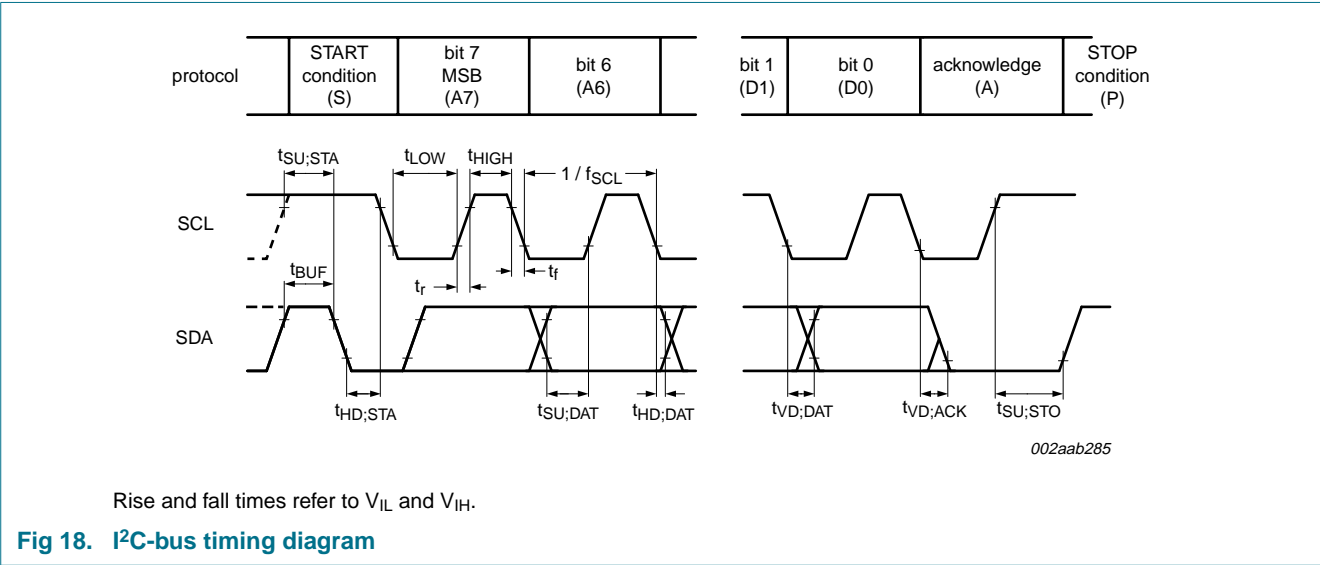 protocol
START
condition
(S)
bit 7
MSB
(A7)
bit 6
(A6)
bit 1
(D1)
bit 0
(D0)
acknowledge
(A)
STOP
condition
(P)
tSU;STA
tLOW
tHIGH
1 / fSCL
SCL
tBUF
tr
tf
SDA
tHD;STA
tSU;DAT
tHD;DAT
tVD;DAT
tVD;ACK
tSU;STO
002aab285
Rise and fall times refer to VIL and VIH.
Fig 18. I2C-bus timing diagram